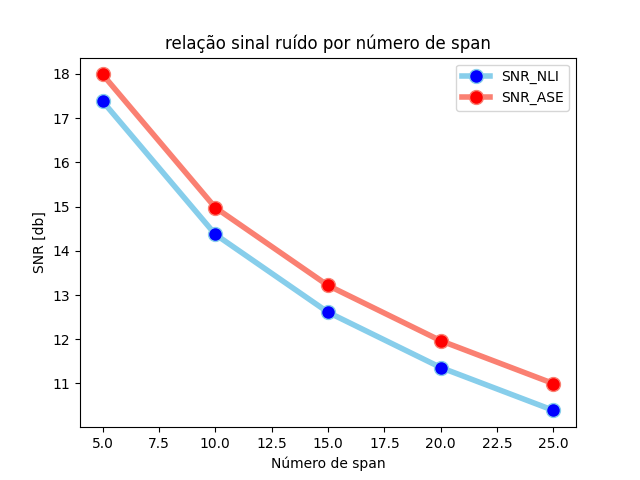 relação sinal ruído por número de span
SNR_NLI
SNR_ASE
SNR [db]
18
17
16
15
14
13
12
11
5.0 7.5 10.0 12.5 15.0 17.5 20.0 22.5 25.0
Número de span